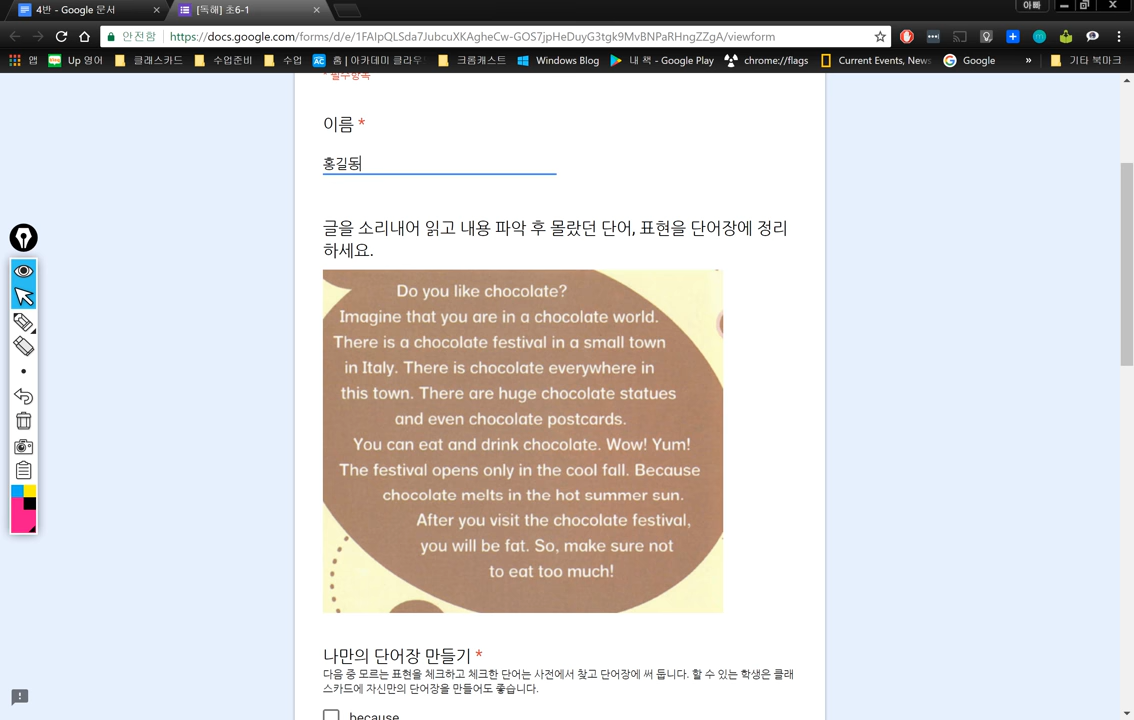 4반 - Google 문서
[독해] 초6-1
아빠
안전함 https://docs.google.com/forms/d/e/1FAIpQLSda7JubcuXKAgheCw-GOS7jpHeDuyG3tgk9MvBNPaRHngZZgA/viewform
앱 Up 영어 클래스카드 수업준비 수업 홈 | 아카데미 클라우 크롬캐스트 Windows Blog 내 책 - Google Play chrome://flags Current Events, News Google » 기타 북마크
* 필수항목
이름 *
홍길동
글을 소리내어 읽고 내용 파악 후 몰랐던 단어, 표현을 단어장에 정리
하세요.
Do you like chocolate?
Imagine that you are in a chocolate world.
There is a chocolate festival in a small town
in Italy. There is chocolate everywhere in
this town. There are huge chocolate statues
and even chocolate postcards.
You can eat and drink chocolate. Wow! Yum!
The festival opens only in the cool fall. Because
chocolate melts in the hot summer sun.
After you visit the chocolate festival,
you will be fat. So, make sure not
to eat too much!
나만의 단어장 만들기 *
다음 중 모르는 표현을 체크하고 체크한 단어는 사전에서 찾고 단어장에 써 둡니다. 할 수 있는 학생은 클래
스카드에 자신만의 단어장을 만들어도 좋습니다.
because